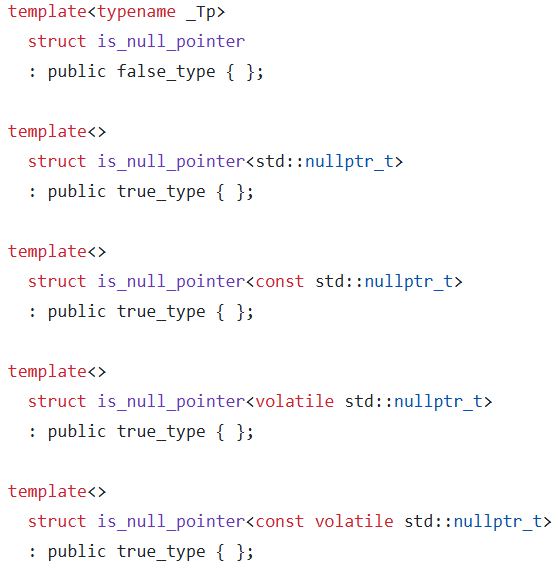 template<typename _Tp>
  struct is_null_pointer
  : public false_type { };

template<>
  struct is_null_pointer<std::nullptr_t>
  : public true_type { };

template<>
  struct is_null_pointer<const std::nullptr_t>
  : public true_type { };

template<>
  struct is_null_pointer<volatile std::nullptr_t>
  : public true_type { };

template<>
  struct is_null_pointer<const volatile std::nullptr_t>
  : public true_type { };